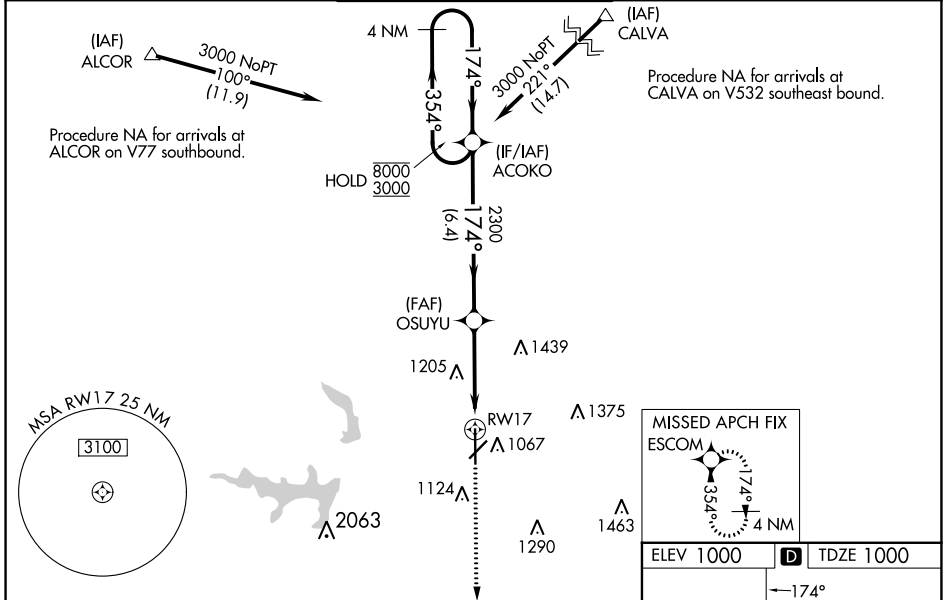 (IAF)
ALCOR
3000 NoPT
100°
(11.9)
Procedure NA for arrivals at
ALCOR on V77 southbound.
4 NM
174°
354°
HOLD
8000
3000
(IF/IAF)
ACOKO
(IAF)
CALVA
3000 NoPT
221°
(14.7)
Procedure NA for arrivals at
CALVA on V532 southeast bound.
2300
174°
(6.4)
(FAF)
OSUYU
1439
1205
RW17
1067
1375
1124
2063
1290
1463
MSA RW17 25 NM
3100
MISSED APCH FIX
ESCOM
174°
354°
4 NM
ELEV 1000
D
TDZE 1000
174°